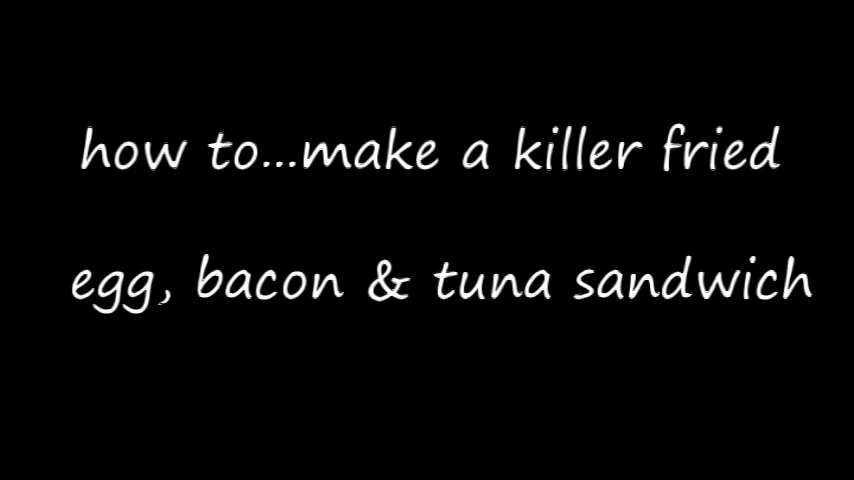 how to...make a killer fried
egg, bacon & tuna sandwich